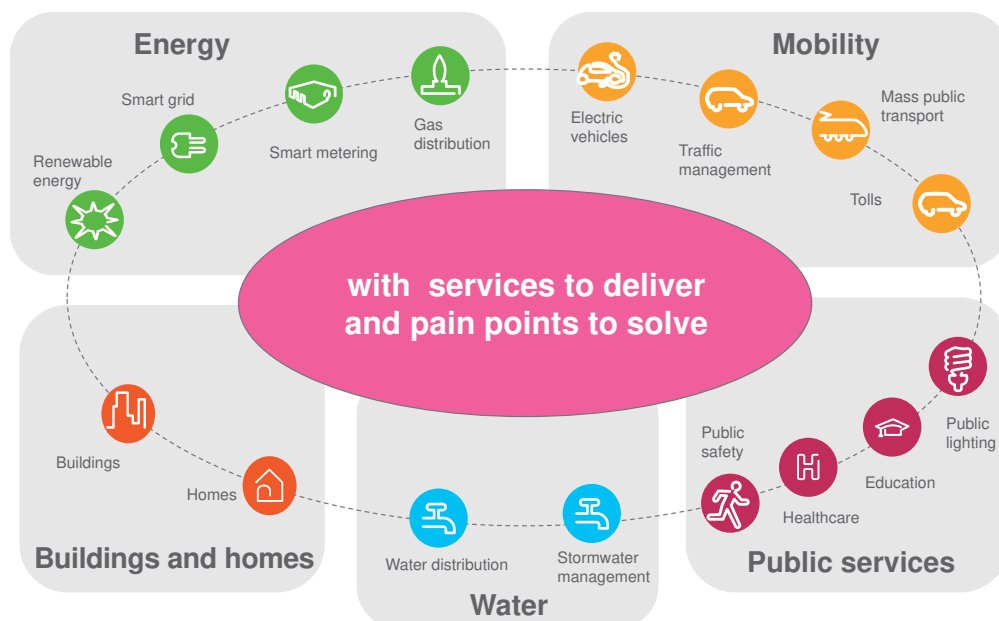 Energy
Smart grid
Smart metering
Gas
distribution
Renewable
energy
Mobility
Electric
vehicles
Traffic
management
Mass public
transport
Tolls
with services to deliver
and pain points to solve
Buildings
Homes
Buildings and homes
Water distribution
Stormwater
management
Water
Public
safety
Healthcare
Education
Public
lighting
Public services